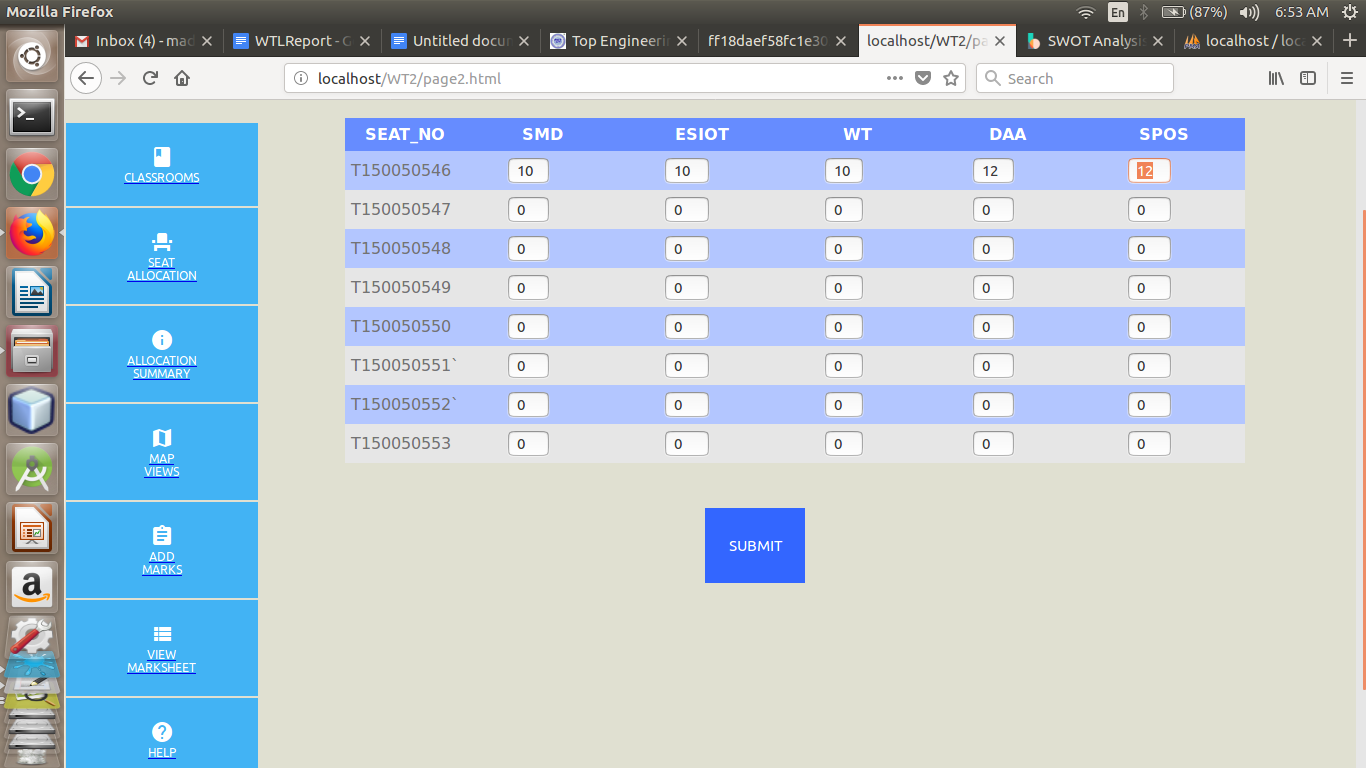 Mozilla Firefox
En
(87%)
6:53 AM
Inbox (4) - mad
WTLReport - G
Untitled docum
Top Engineerin
ff18daef58fc1e30
localhost/WT2/pa
SWOT Analysis
localhost / loca
localhost/WT2/page2.html
Search
CLASSROOMS
SEAT
ALLOCATION
ALLOCATION
SUMMARY
MAP
VIEWS
ADD
MARKS
VIEW
MARKSHEET
HELP
SEAT_NO SMD ESIOT WT DAA SPOS
T150050546 10 10 10 12 12
T150050547 0 0 0 0 0
T150050548 0 0 0 0 0
T150050549 0 0 0 0 0
T150050550 0 0 0 0 0
T150050551` 0 0 0 0 0
T150050552` 0 0 0 0 0
T150050553 0 0 0 0 0
SUBMIT